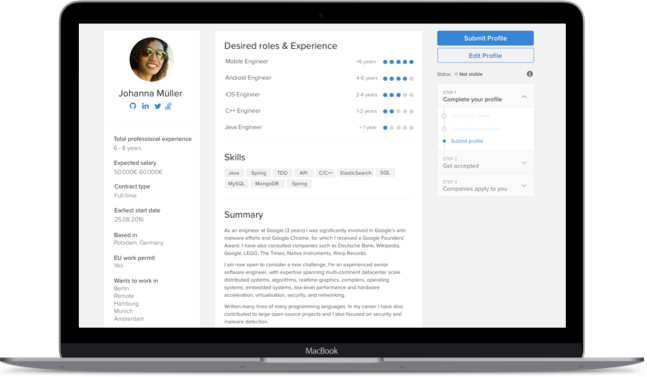 Johanna Müller
Total professional experience
6 - 8 years
Expected salary
50.000€-60.000€
Contract type
Full-time
Earliest start date
25.08.2016
Based in
Potsdam, Germany
EU work permit
Yes
Wants to work in
Berlin
Remote
Hamburg
Munich
Amsterdam
Desired roles & Experience
Mobile Engineer
+6 years
Android Engineer
4-6 years
iOS Engineer
2-4 years
C++ Engineer
1-2 years
Java Engineer
< 1 year
Skills
Java Spring TDD API C/C++ ElasticSearch SQL
MySQL MongoDB Spring
Summary
As an engineer at Google (3 years) I was significantly involved in Google's anti-
malware efforts and Google Chrome, for which I received a Google Founders'
Award. I have also consulted companies such as Deutsche Bank, Wikipedia,
Google, LEGO, The Times, Native Instruments, Warp Records.
I am now open to consider a new challenge. I'm an experienced senior
software engineer, with expertise spanning multi-continent datacenter scale
distributed systems, algorithms, realtime graphics, compilers, operating
systems, embedded systems, low-level performance and hardware
acceleration, virtualisation, security, and networking.
Written many lines of many programming languages. In my career I have also
contributed to large open source projects and I also focused on security and
malware detection.
Submit Profile
Edit Profile
Status: Not visible
STEP 1
Complete your profile
Submit profile
STEP 2
Get accepted
STEP 3
Companies apply to you
MacBook